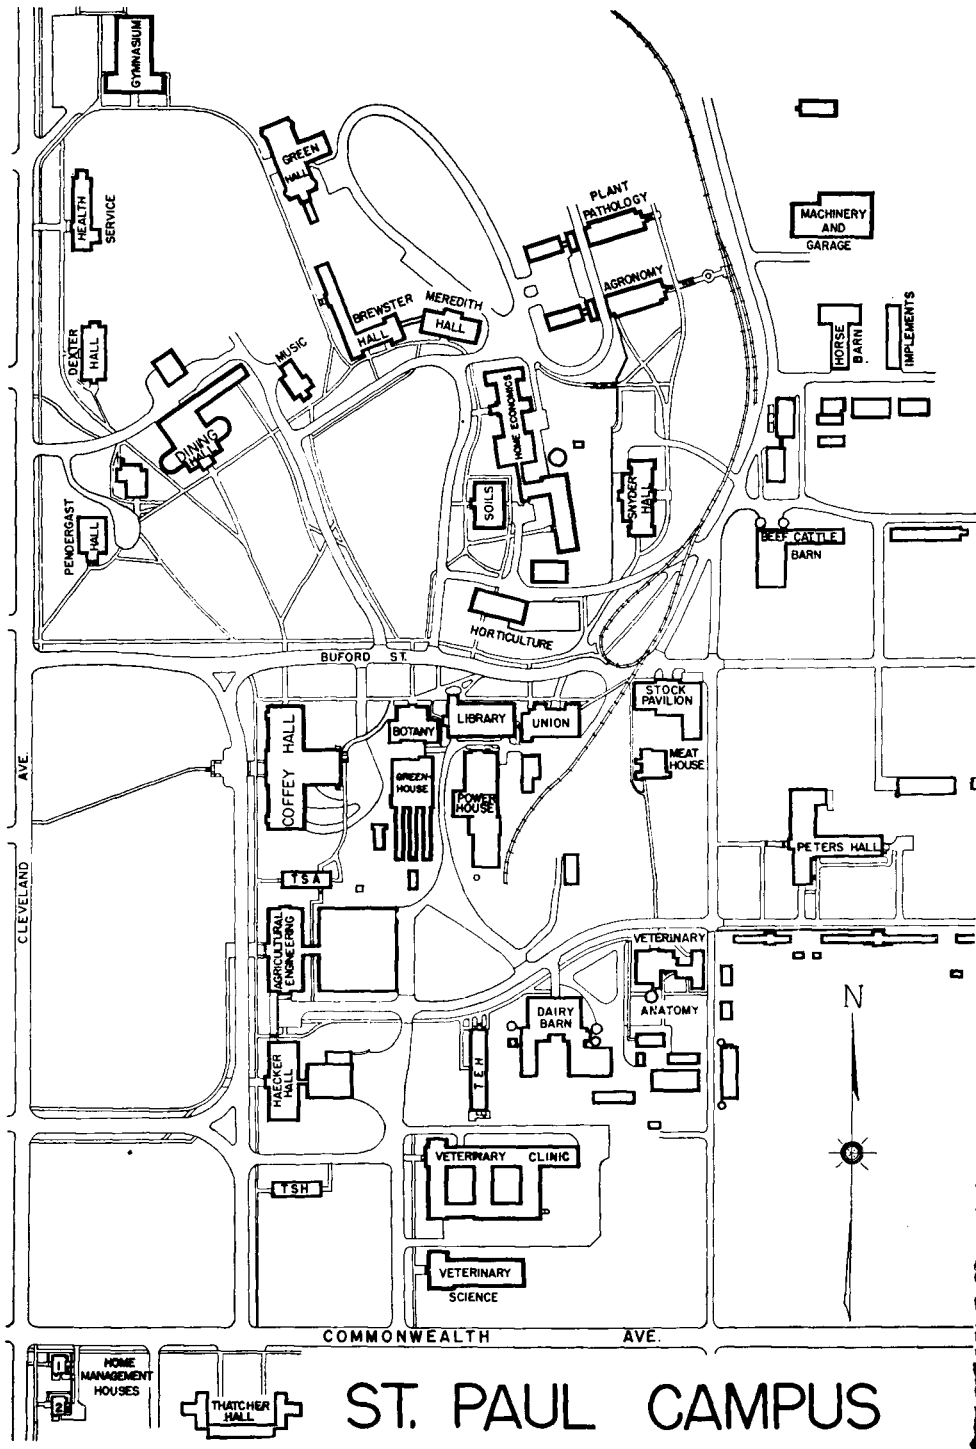 GYMNASIUM
GREEN
HALL
HEALTH
SERVICE
PLANT
PATHOLOGY
MACHINERY
AND
GARAGE
AGRONOMY
BREWSTER
HALL
MEREDITH
HALL
HORSE
BARN
IMPLEMENTS
DEXTER
HALL
MUSIC
DINING
HALL
HOME ECONOMICS
SOILS
SNYDER
HALL
PENDERGAST
HALL
BEEF CATTLE
BARN
HORTICULTURE
BUFORD ST.
COFFEY HALL
BOTANY
LIBRARY
UNION
STOCK
PAVILION
MEAT
HOUSE
GREEN-
HOUSE
POWER
HOUSE
CLEVELAND AVE.
PETERS HALL
TSA
AGRICULTURAL
ENGINEERING
VETERINARY
ANATOMY
DAIRY
BARN
N
HAECKER
HALL
TEH
VETERINARY CLINIC
TSH
VETERINARY
SCIENCE
COMMONWEALTH AVE.
1
2
HOME
MANAGEMENT
HOUSES
THATCHER
HALL
ST. PAUL CAMPUS